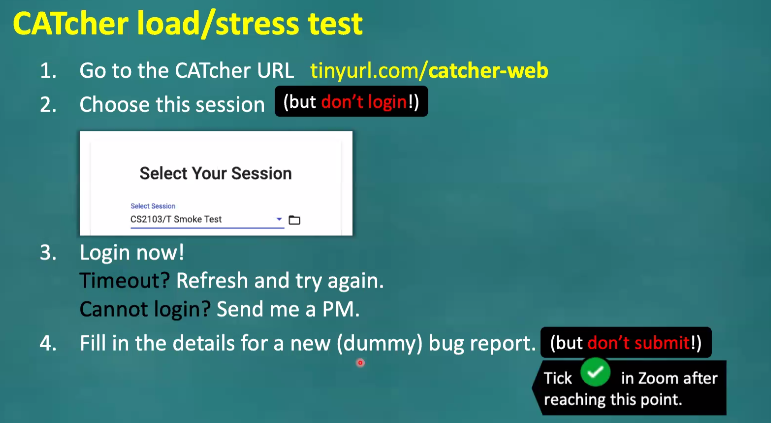 CATcher load/stress test
1. Go to the CATcher URL tinyurl.com/catcher-web
2. Choose this session (but don't login!)
Select Your Session
Select Session
CS2103/T Smoke Test
3. Login now!
Timeout? Refresh and try again.
Cannot login? Send me a PM.
4. Fill in the details for a new (dummy) bug report. (but don't submit!)
Tick in Zoom after
reaching this point.